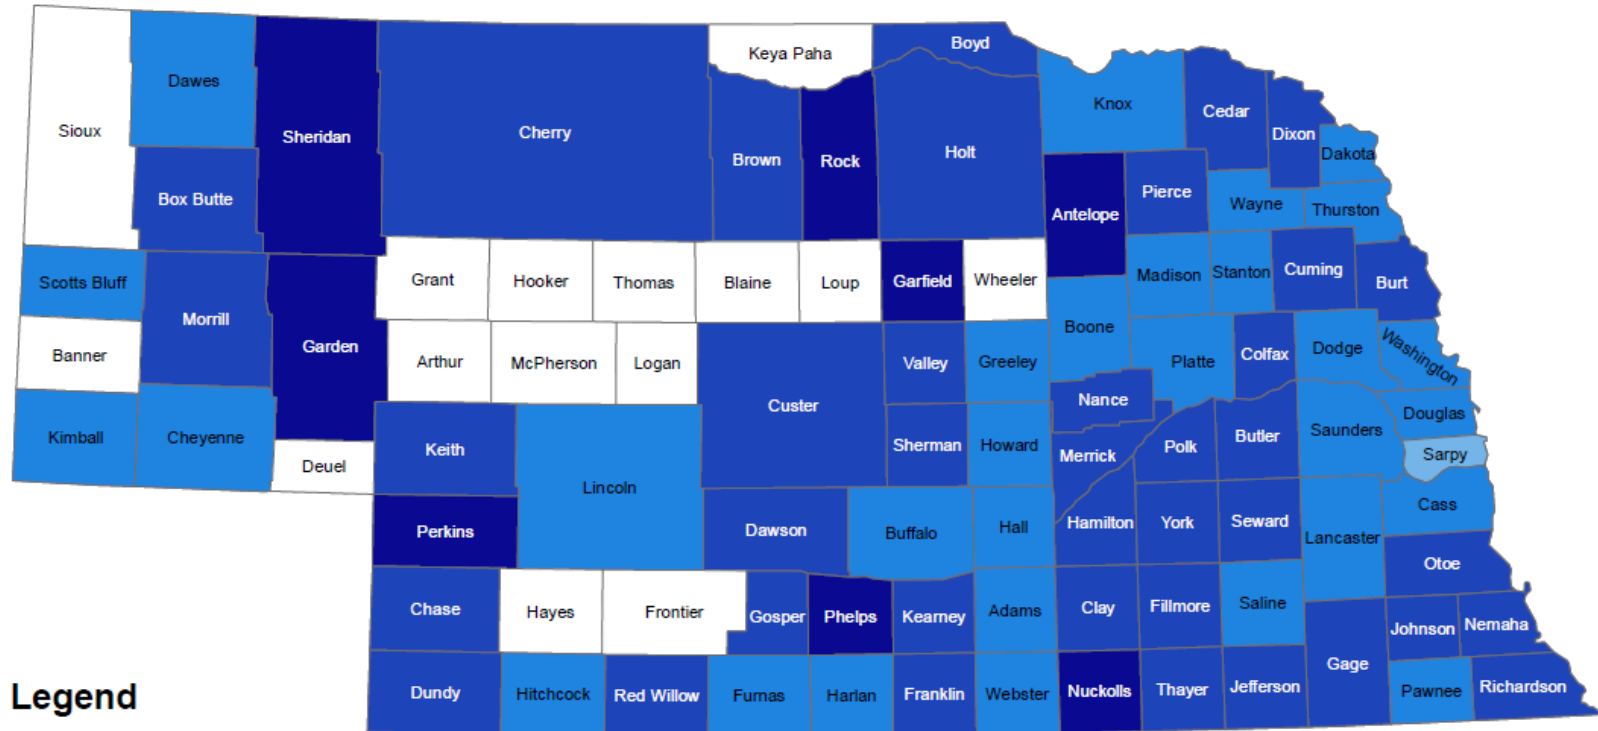 Keya Paha
Boyd
Dawes
Sioux
Sheridan
Cherry
Brown
Rock
Holt
Knox
Cedar
Dixon
Dakota
Box Butte
Antelope
Pierce
Wayne
Thurston
Scotts Bluff
Morrill
Garden
Grant
Hooker
Thomas
Blaine
Loup
Garfield
Wheeler
Madison
Stanton
Cuming
Burt
Banner
Arthur
McPherson
Logan
Custer
Valley
Greeley
Boone
Platte
Colfax
Dodge
Washington
Kimball
Cheyenne
Deuel
Keith
Lincoln
Sherman
Howard
Nance
Merrick
Polk
Butler
Saunders
Douglas
Sarpy
Perkins
Dawson
Buffalo
Hall
Hamilton
York
Seward
Lancaster
Cass
Otoe
Chase
Hayes
Frontier
Gosper
Phelps
Kearney
Adams
Clay
Fillmore
Saline
Johnson
Nemaha
Gage
Legend
Dundy
Hitchcock
Red Willow
Furnas
Harlan
Franklin
Webster
Nuckolls
Thayer
Jefferson
Pawnee
Richardson